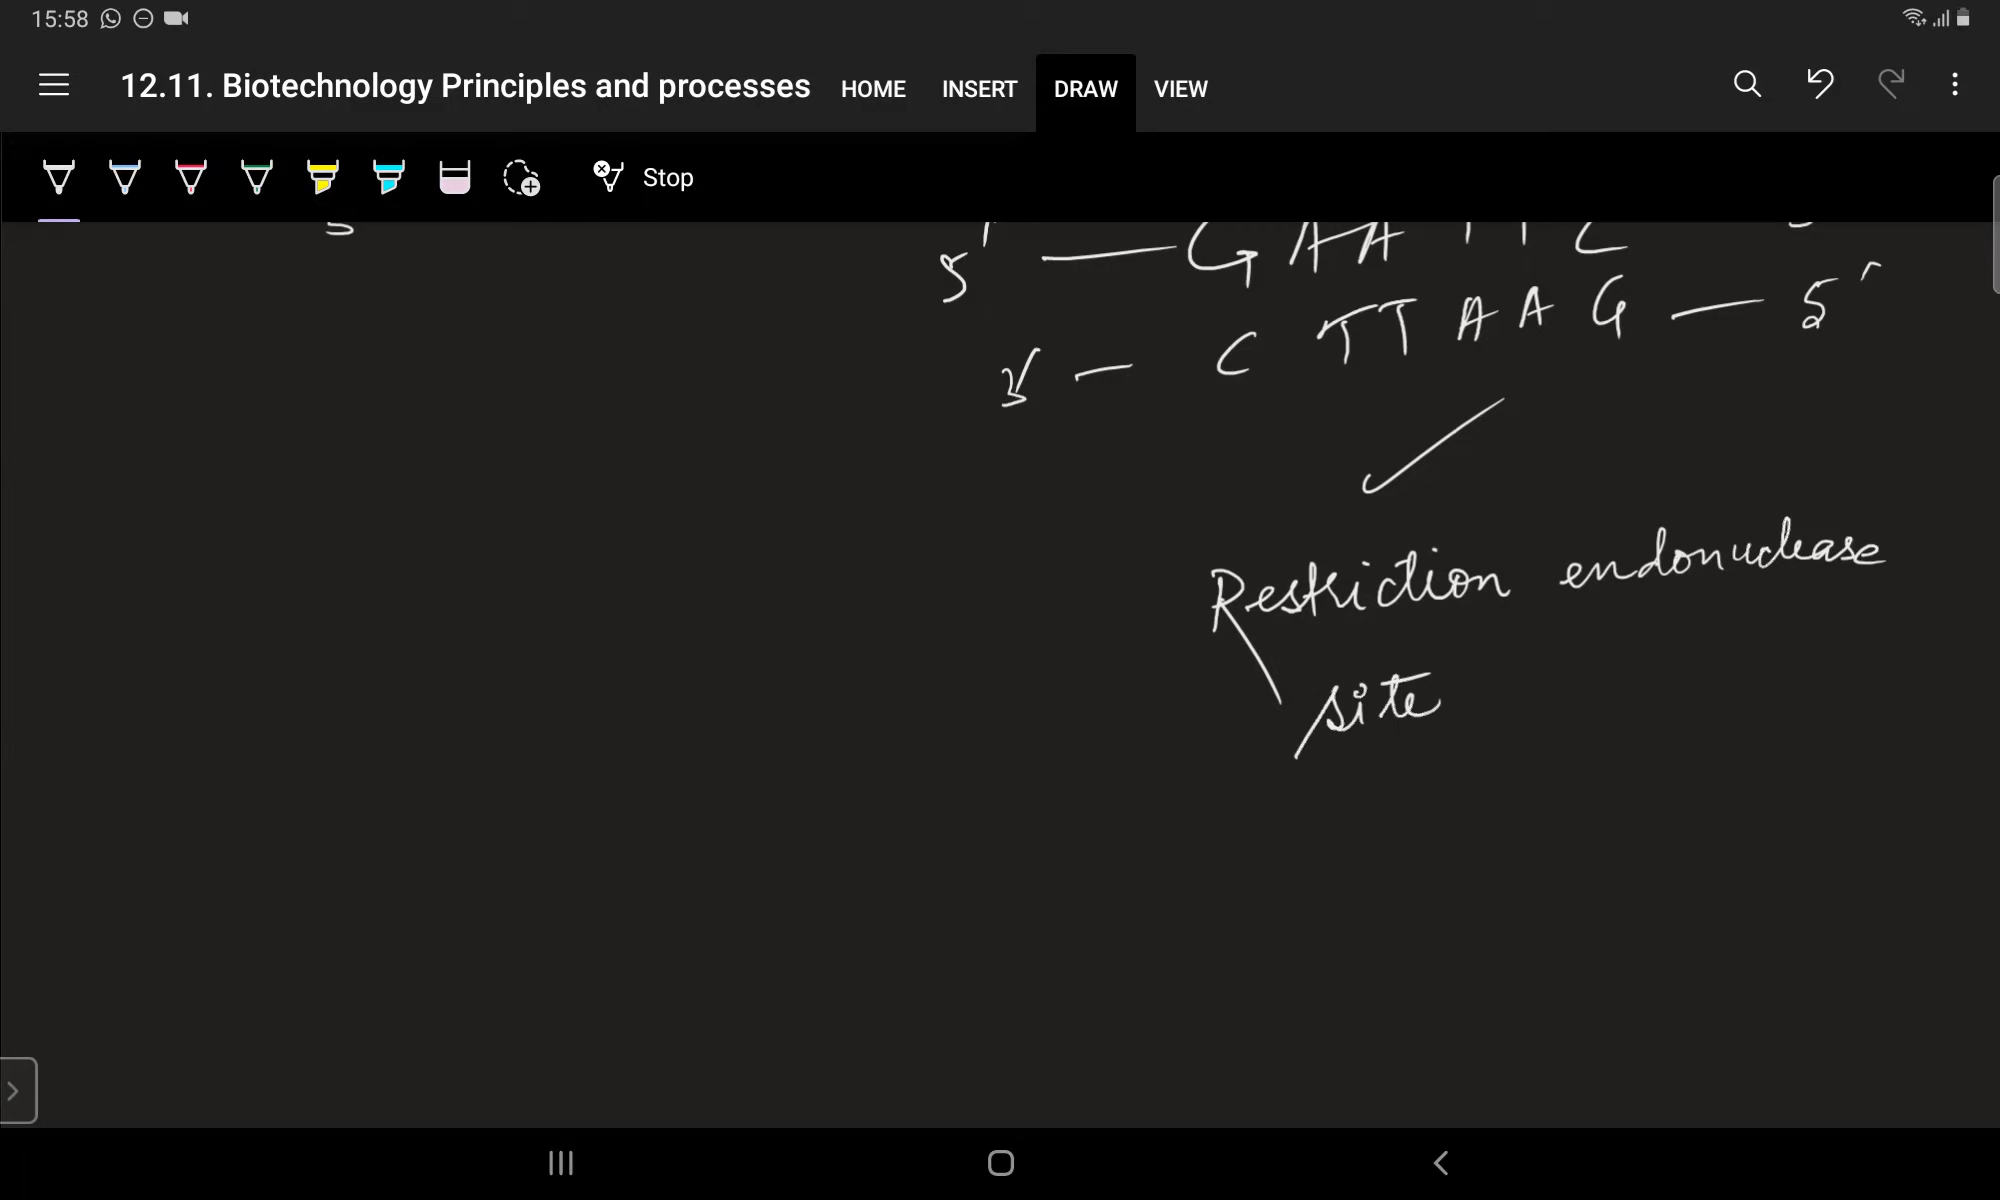 15:58
12.11. Biotechnology Principles and processes HOME INSERT DRAW VIEW
Stop
5' — G A A T T C
3' — C T T A A G — 5'
Restriction endonuclease
site